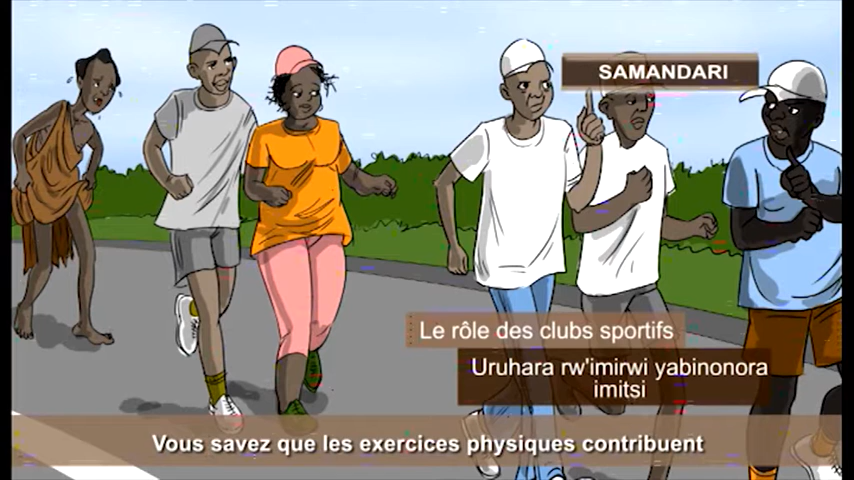 SAMANDARI
Le rôle des clubs sportifs
Uruhara rw'imirwi yabinonora
imitsi
Vous savez que les exercices physiques contribuent